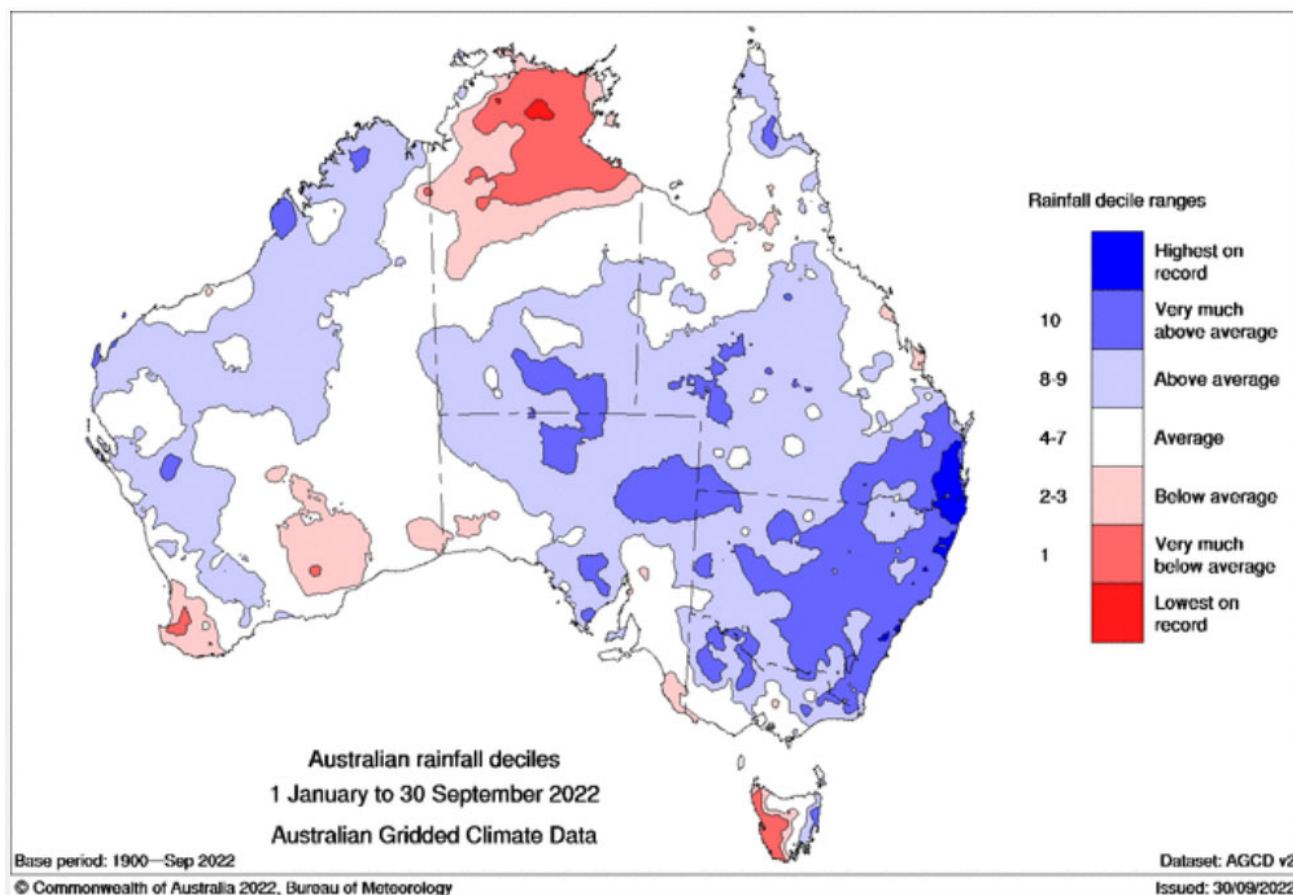 Rainfall decile ranges
Highest on
record
10
Very much
above average
8-9
Above average
4-7
Average
2-3
Below average
1
Very much
below average
Lowest on
record
Australian rainfall deciles
1 January to 30 September 2022
Australian Gridded Climate Data
Base period: 1900—Sep 2022
Dataset: AGCD v2
© Commonwealth of Australia 2022, Bureau of Meteorology
Issued: 30/09/2022